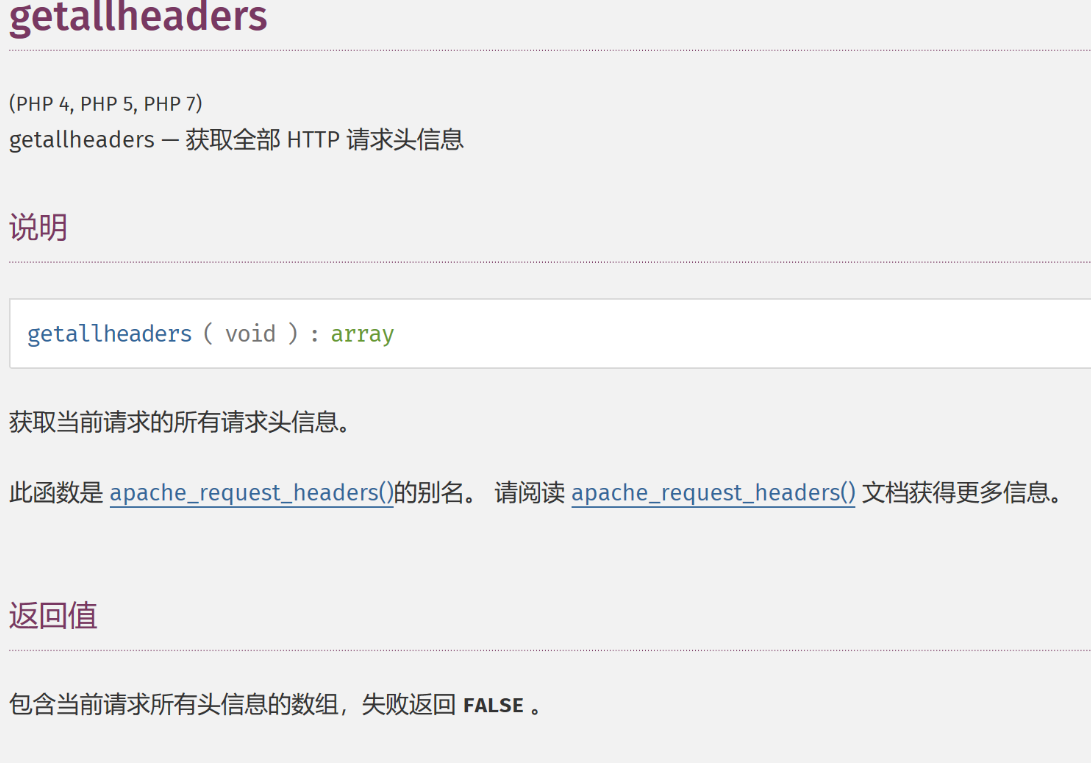 getallheaders
(PHP 4, PHP 5, PHP 7)
getallheaders — 获取全部 HTTP 请求头信息
说明
getallheaders ( void ) : array
获取当前请求的所有请求头信息。
此函数是 apache_request_headers()的别名。 请阅读 apache_request_headers() 文档获得更多信息。
返回值
包含当前请求所有头信息的数组，失败返回 FALSE 。